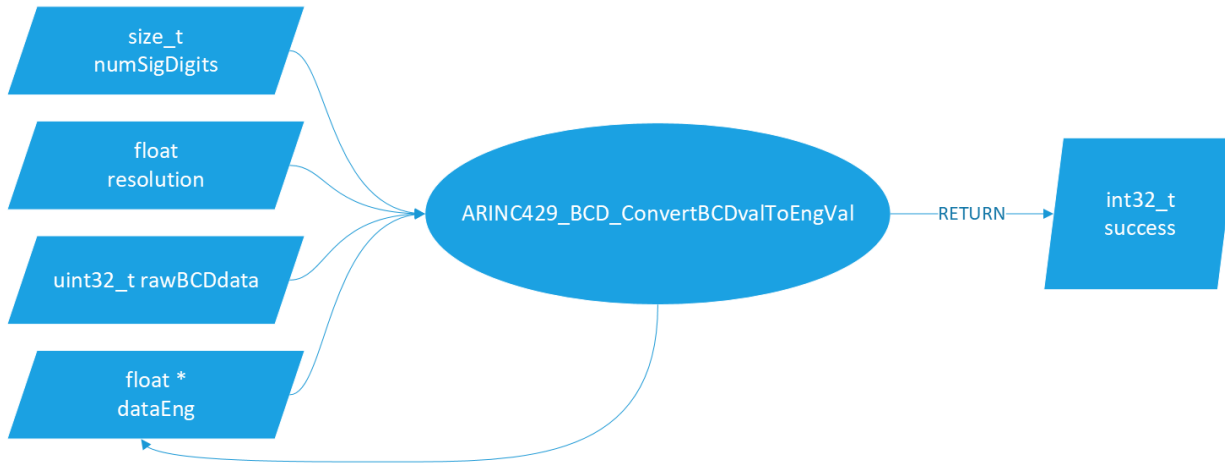 size_t
numSigDigits
float
resolution
uint32_t rawBCDdata
float *
dataEng
ARINC429_BCD_ConvertBCDvalToEngVal
RETURN
int32_t
success